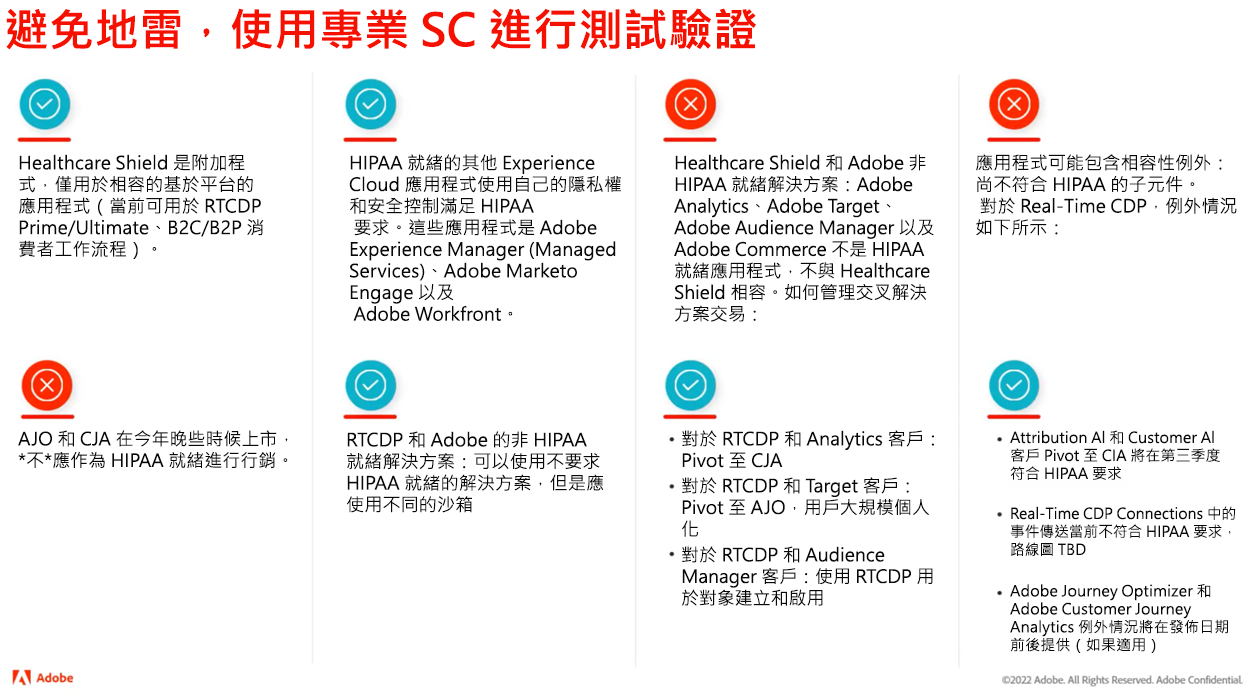 避免地雷，使用專業 SC 進行測試驗證
Healthcare Shield 是附加程
式，僅用於相容的基於平台的
應用程式（當前可用於 RTCDP
Prime/Ultimate、B2C/B2P 消
費者工作流程）。
HIPAA 就緒的其他 Experience
Cloud 應用程式使用自己的隱私權
和安全控制滿足 HIPAA
要求。這些應用程式是 Adobe
Experience Manager (Managed
Services)、Adobe Marketo
Engage 以及
Adobe Workfront。
Healthcare Shield 和 Adobe 非
HIPAA 就緒解決方案：Adobe
Analytics、Adobe Target、
Adobe Audience Manager 以及
Adobe Commerce 不是 HIPAA
就緒應用程式，不與 Healthcare
Shield 相容。如何管理交叉解決
方案交易：
應用程式可能包含相容性例外：
尚不符合 HIPAA 的子元件。
對於 Real-Time CDP，例外情況
如下所示：
AJO 和 CJA 在今年晚些時候上市，
*不*應作為 HIPAA 就緒進行行銷。
RTCDP 和 Adobe 的非 HIPAA
就緒解決方案：可以使用不要求
HIPAA 就緒的解決方案，但是應
使用不同的沙箱
• 對於 RTCDP 和 Analytics 客戶：
Pivot 至 CJA
• 對於 RTCDP 和 Target 客戶：
Pivot 至 AJO，用戶大規模個人
化
• 對於 RTCDP 和 Audience
Manager 客戶：使用 RTCDP 用
於對象建立和啟用
• Attribution Al 和 Customer Al
客戶 Pivot 至 CIA 將在第三季度
符合 HIPAA 要求
• Real-Time CDP Connections 中的
事件傳送當前不符合 HIPAA 要求，
路線圖 TBD
• Adobe Journey Optimizer 和
Adobe Customer Journey
Analytics 例外情況將在發佈日期
前後提供（如果適用）
Adobe
©2022 Adobe. All Rights Reserved. Adobe Confidential.